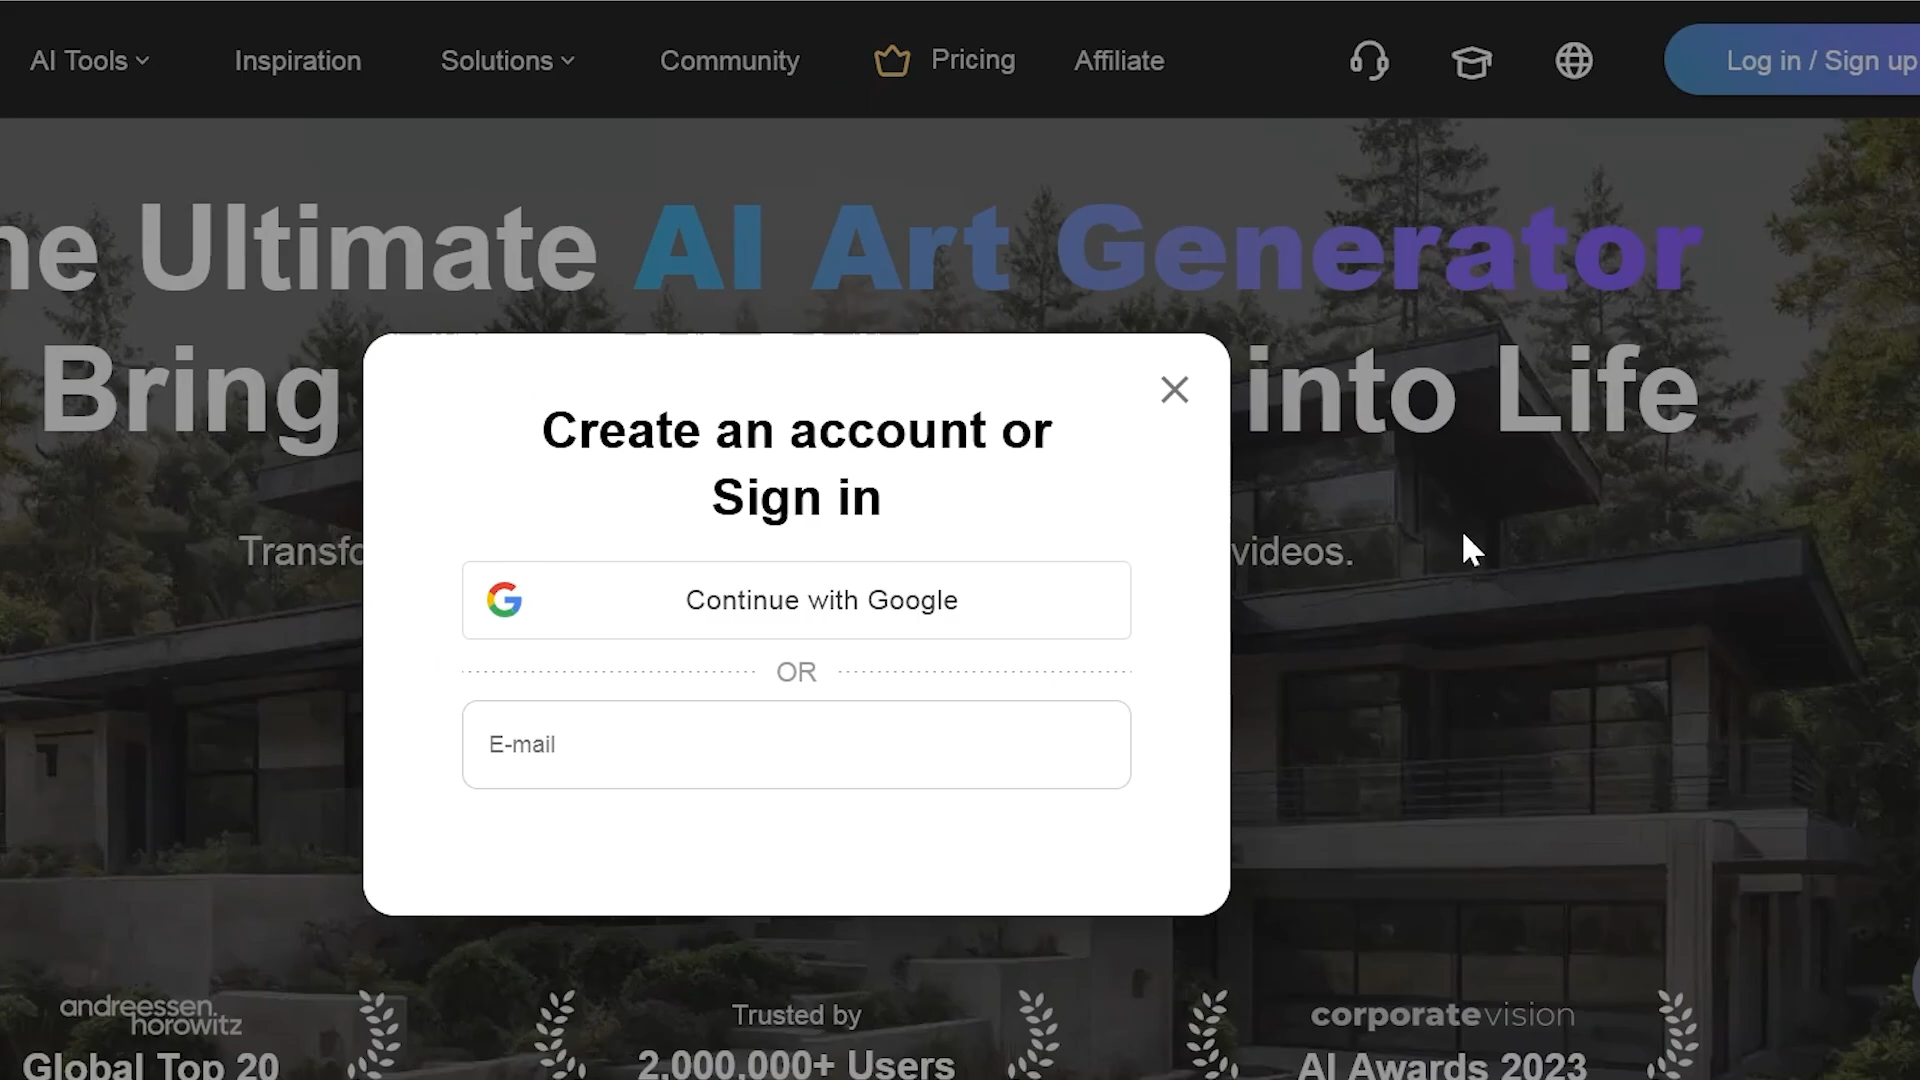 AI Tools
Inspiration
Solutions
Community
Pricing
Affiliate
Log in / Sign up
he Ultimate AI Art Generator
Bring
into Life
Create an account or
Sign in
Transfo
videos.
Continue with Google
OR
E-mail
andreessen.
horowitz
Global Top 20
Trusted by
2,000,000+ Users
corporatevision
AI Awards 2023